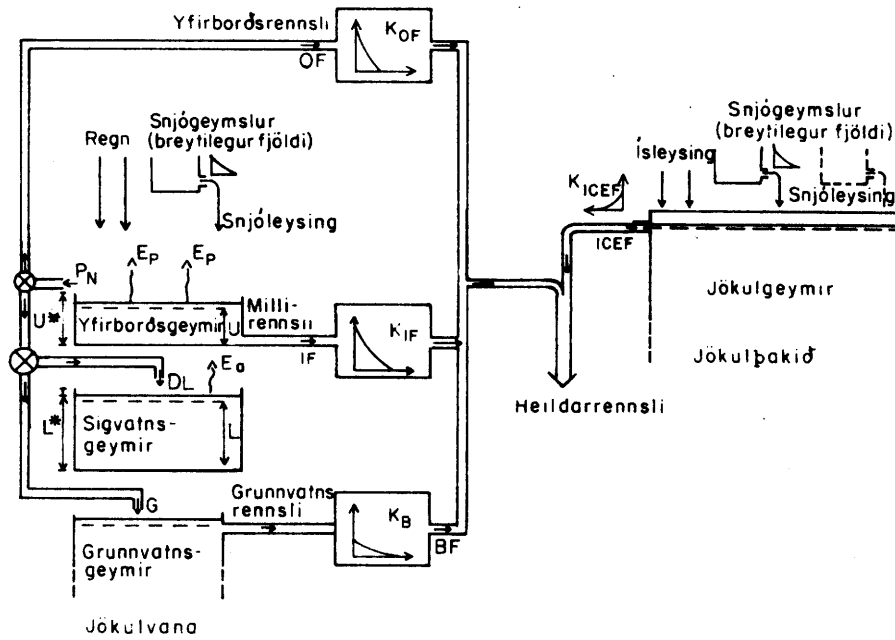 Yfirborðsrennsli
OF
K_OF
Snjógeymslur
(breytilegur fjöldi)
Regn
Snjóleysing
E_P
E_P
P_N
U*
Yfirborðsgeymir
U
Milli-
rennsli
IF
K_IF
DL
E_a
L*
Sigvatns-
geymir
L
G
Grunnvatns
rennsli
K_B
BF
Grunnvatns-
geymir
Jökulvana
Snjógeymslur
(breytilegur fjöldi)
Ísleysing
K_ICEF
Snjóleysing
ICEF
Jökulgeymir
Jökulþakið
Heildarrennsli